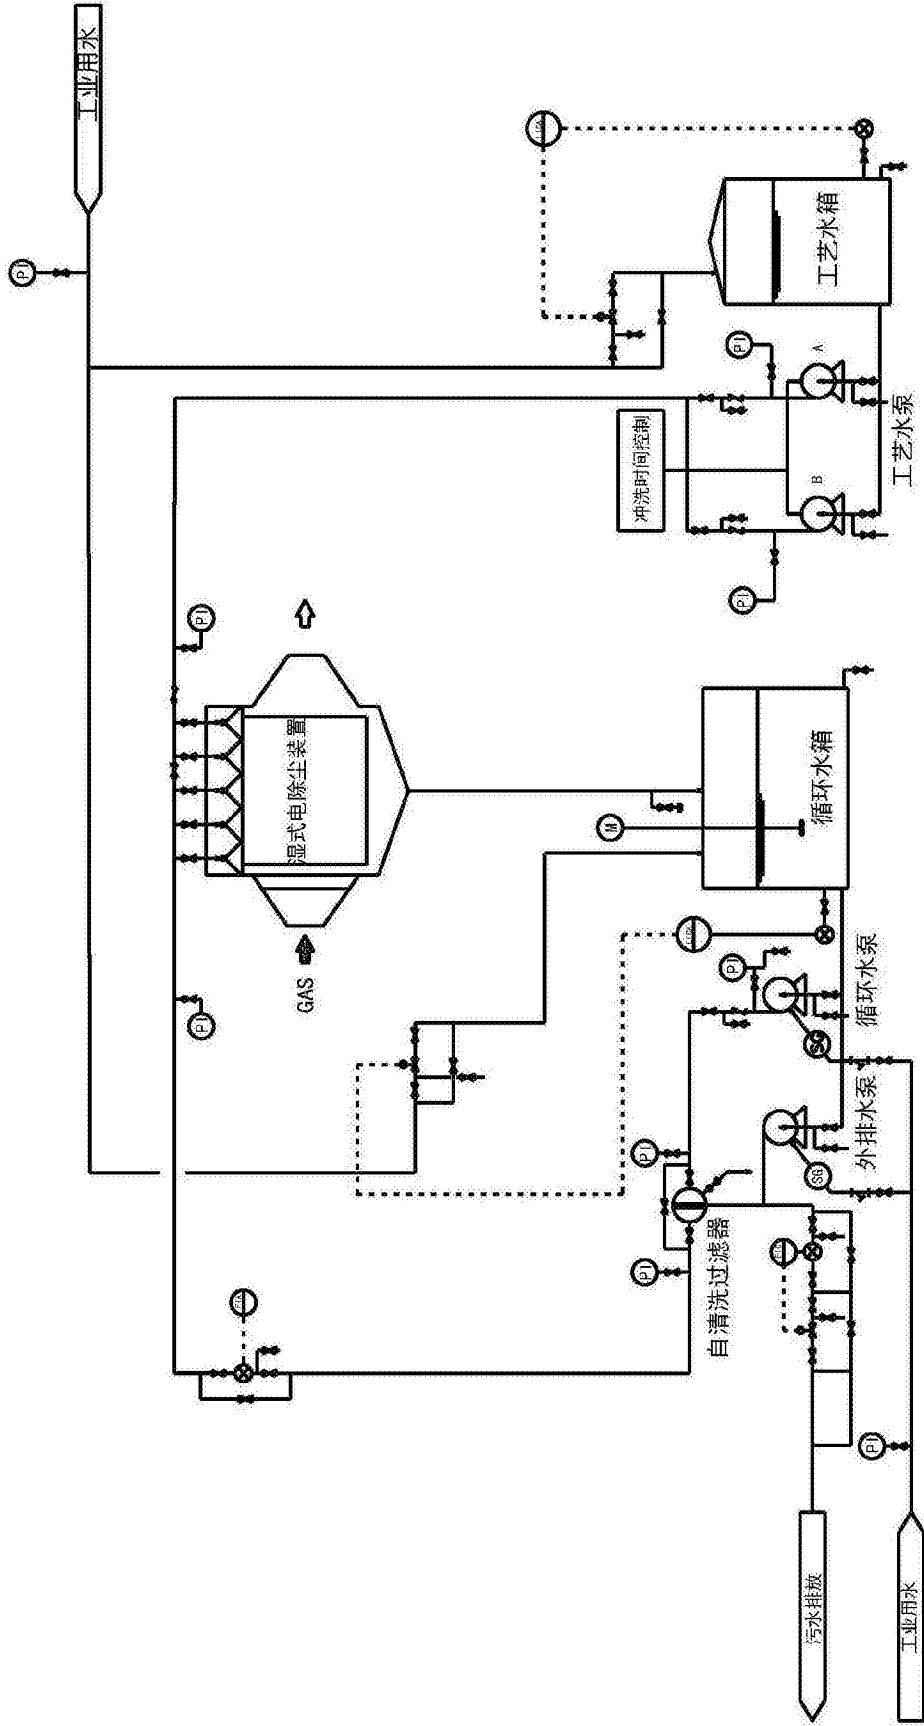 工业用水
PI
工艺水箱
PI
A
工艺水泵
冲洗时间控制
B
PI
PI
湿式电除尘装置
M
循环水箱
GAS
PI
PI
循环水泵
SG
PI
外排水泵
SG
自清洗过滤器
PI
PI
污水排放
工业用水